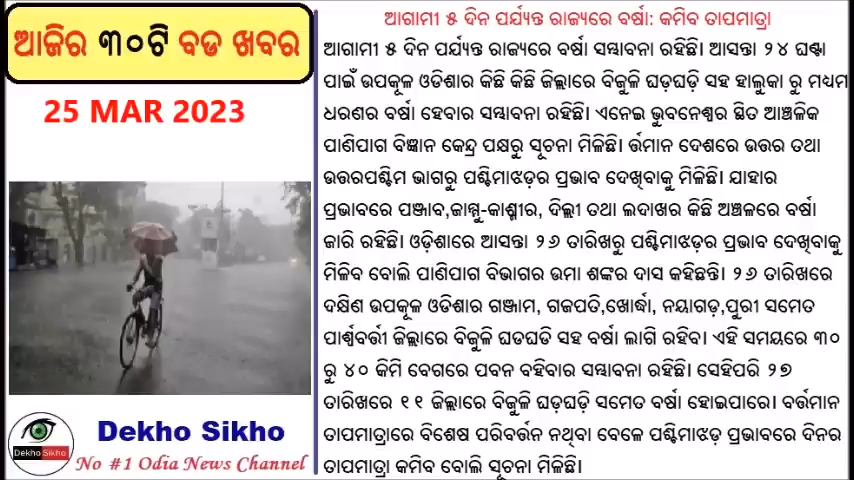 ଆଜିର ୩୦ଟି ବଡ ଖବର
25 MAR 2023
ଆଗାମୀ ୫ ଦିନ ପର୍ଯ୍ୟନ୍ତ ରାଜ୍ୟରେ ବର୍ଷା: କମିବ ତାପମାତ୍ରା
ଆଗାମୀ ୫ ଦିନ ପର୍ଯ୍ୟନ୍ତ ରାଜ୍ୟରେ ବର୍ଷା ସମ୍ଭାବନା ରହିଛି। ଆସନ୍ତା ୨୪ ଘଣ୍ଟା
ପାଇଁ ଉପକୂଳ ଓଡିଶାର କିଛି କିଛି ଜିଲ୍ଲାରେ ବିଜୁଳି ଘଡ଼ଘଡ଼ି ସହ ହାଲୁକା ରୁ ମଧ୍ୟମ
ଧରଣର ବର୍ଷା ହେବାର ସମ୍ଭାବନା ରହିଛି। ଏନେଇ ଭୁବନେଶ୍ୱର ସ୍ଥିତ ଆଞ୍ଚଳିକ
ପାଣିପାଗ ବିଜ୍ଞାନ କେନ୍ଦ୍ର ପକ୍ଷରୁ ସୂଚନା ମିଳିଛି। ର୍ତ୍ତମାନ ଦେଶରେ ଉତ୍ତର ତଥା
ଉତ୍ତରପଶ୍ଚିମ ଭାଗରୁ ପଶ୍ଚିମାଝଡ଼ର ପ୍ରଭାବ ଦେଖିବାକୁ ମିଳିଛି। ଯାହାର
ପ୍ରଭାବରେ ପଞ୍ଜାବ,ଜାମ୍ମୁ-କାଶ୍ମୀର, ଦିଲ୍ଲୀ ତଥା ଲଦାଖର କିଛି ଅଞ୍ଚଳରେ ବର୍ଷା
ଜାରି ରହିଛି। ଓଡ଼ିଶାରେ ଆସନ୍ତା ୨୬ ତାରିଖରୁ ପଶ୍ଚିମାଝଡ଼ର ପ୍ରଭାବ ଦେଖିବାକୁ
ମିଳିବ ବୋଲି ପାଣିପାଗ ବିଭାଗର ଉମା ଶଙ୍କର ଦାସ କହିଛନ୍ତି। ୨୬ ତାରିଖରେ
ଦକ୍ଷିଣ ଉପକୂଳ ଓଡିଶାର ଗଞ୍ଜାମ, ଗଜପତି,ଖୋର୍ଦ୍ଧା, ନୟାଗଡ଼,ପୁରୀ ସମେତ
ପାର୍ଶ୍ବବର୍ତ୍ତୀ ଜିଲ୍ଲାରେ ବିଜୁଳି ଘଡଘଡି ସହ ବର୍ଷା ଲାଗି ରହିବ। ଏହି ସମୟରେ ୩୦
ରୁ ୪୦ କିମି ବେଗରେ ପବନ ବହିବାର ସମ୍ଭାବନା ରହିଛି। ସେହିପରି ୨୭
ତାରିଖରେ ୧୧ ଜିଲ୍ଲାରେ ବିଜୁଳି ଘଡ଼ଘଡ଼ି ସମେତ ବର୍ଷା ହୋଇପାରେ। ବର୍ତ୍ତମାନ
ତାପମାତ୍ରାରେ ବିଶେଷ ପରିବର୍ତ୍ତନ ନଥିବା ବେଳେ ପଶ୍ଚିମାଝଡ଼ ପ୍ରଭାବରେ ଦିନର
ତାପମାତ୍ରା କମିବ ବୋଲି ସୂଚନା ମିଳିଛି।
Dekho Sikho
Dekho Sikho
No #1 Odia News Channel